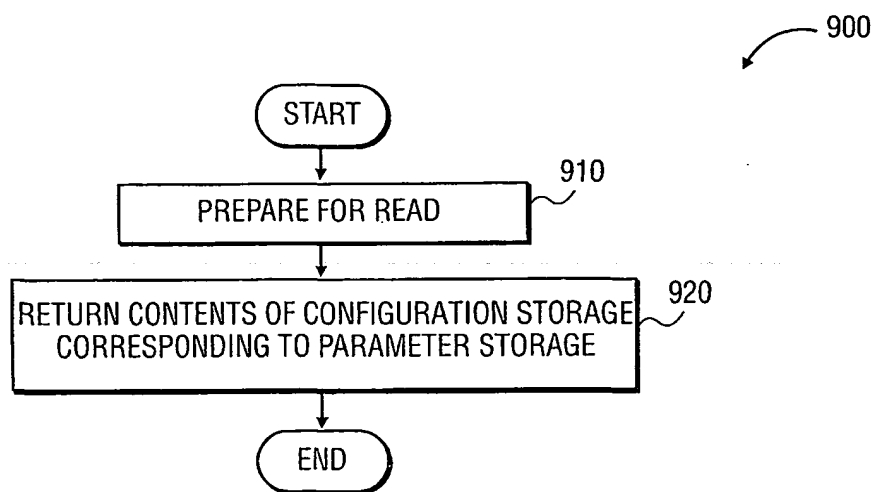 900
START
910
PREPARE FOR READ
920
RETURN CONTENTS OF CONFIGURATION STORAGE
CORRESPONDING TO PARAMETER STORAGE
END